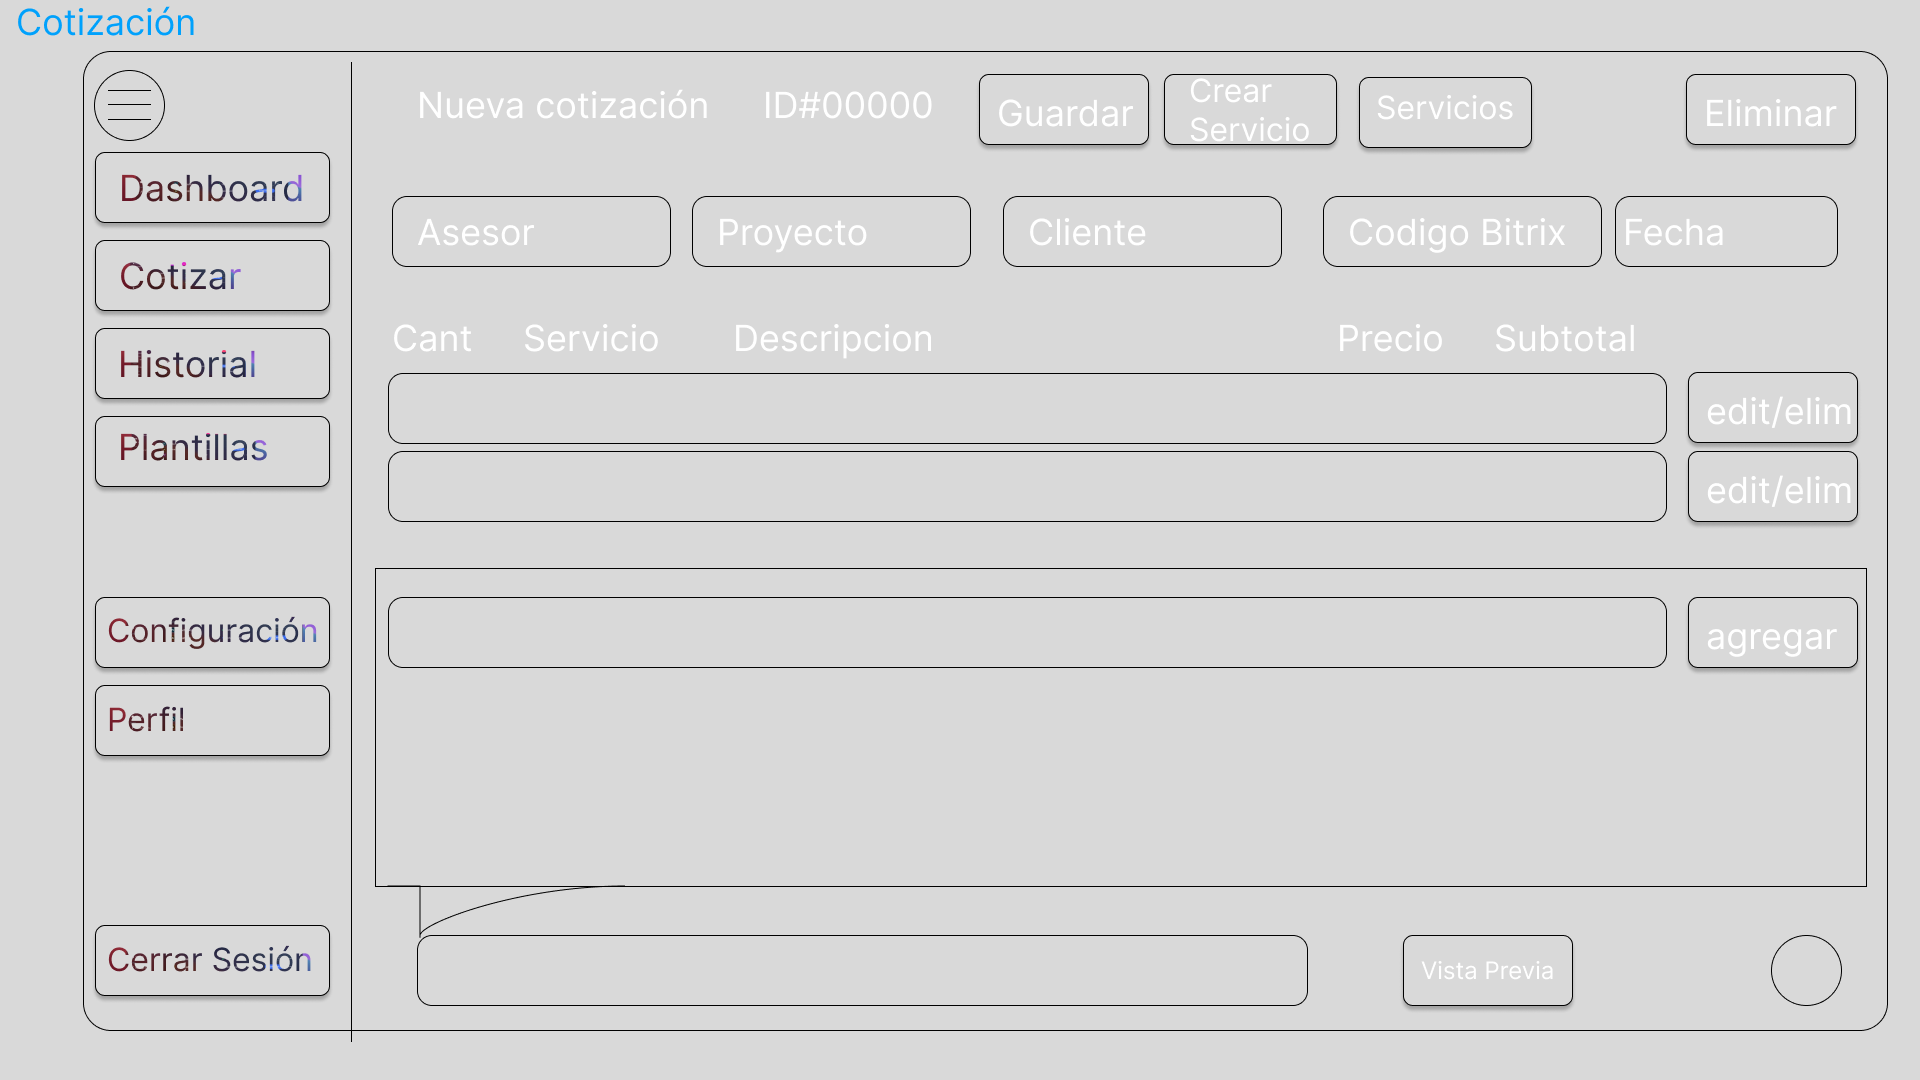 Cotización
Nueva cotización
ID#00000
Guardar
Crear
Servicio
Servicios
Eliminar
Dashboard
Cotizar
Historial
Plantillas
Configuración
Perfil
Cerrar Sesión
Asesor
Proyecto
Cliente
Codigo Bitrix
Fecha
Cant
Servicio
Descripcion
Precio
Subtotal
edit/elim
edit/elim
agregar
Vista Previa